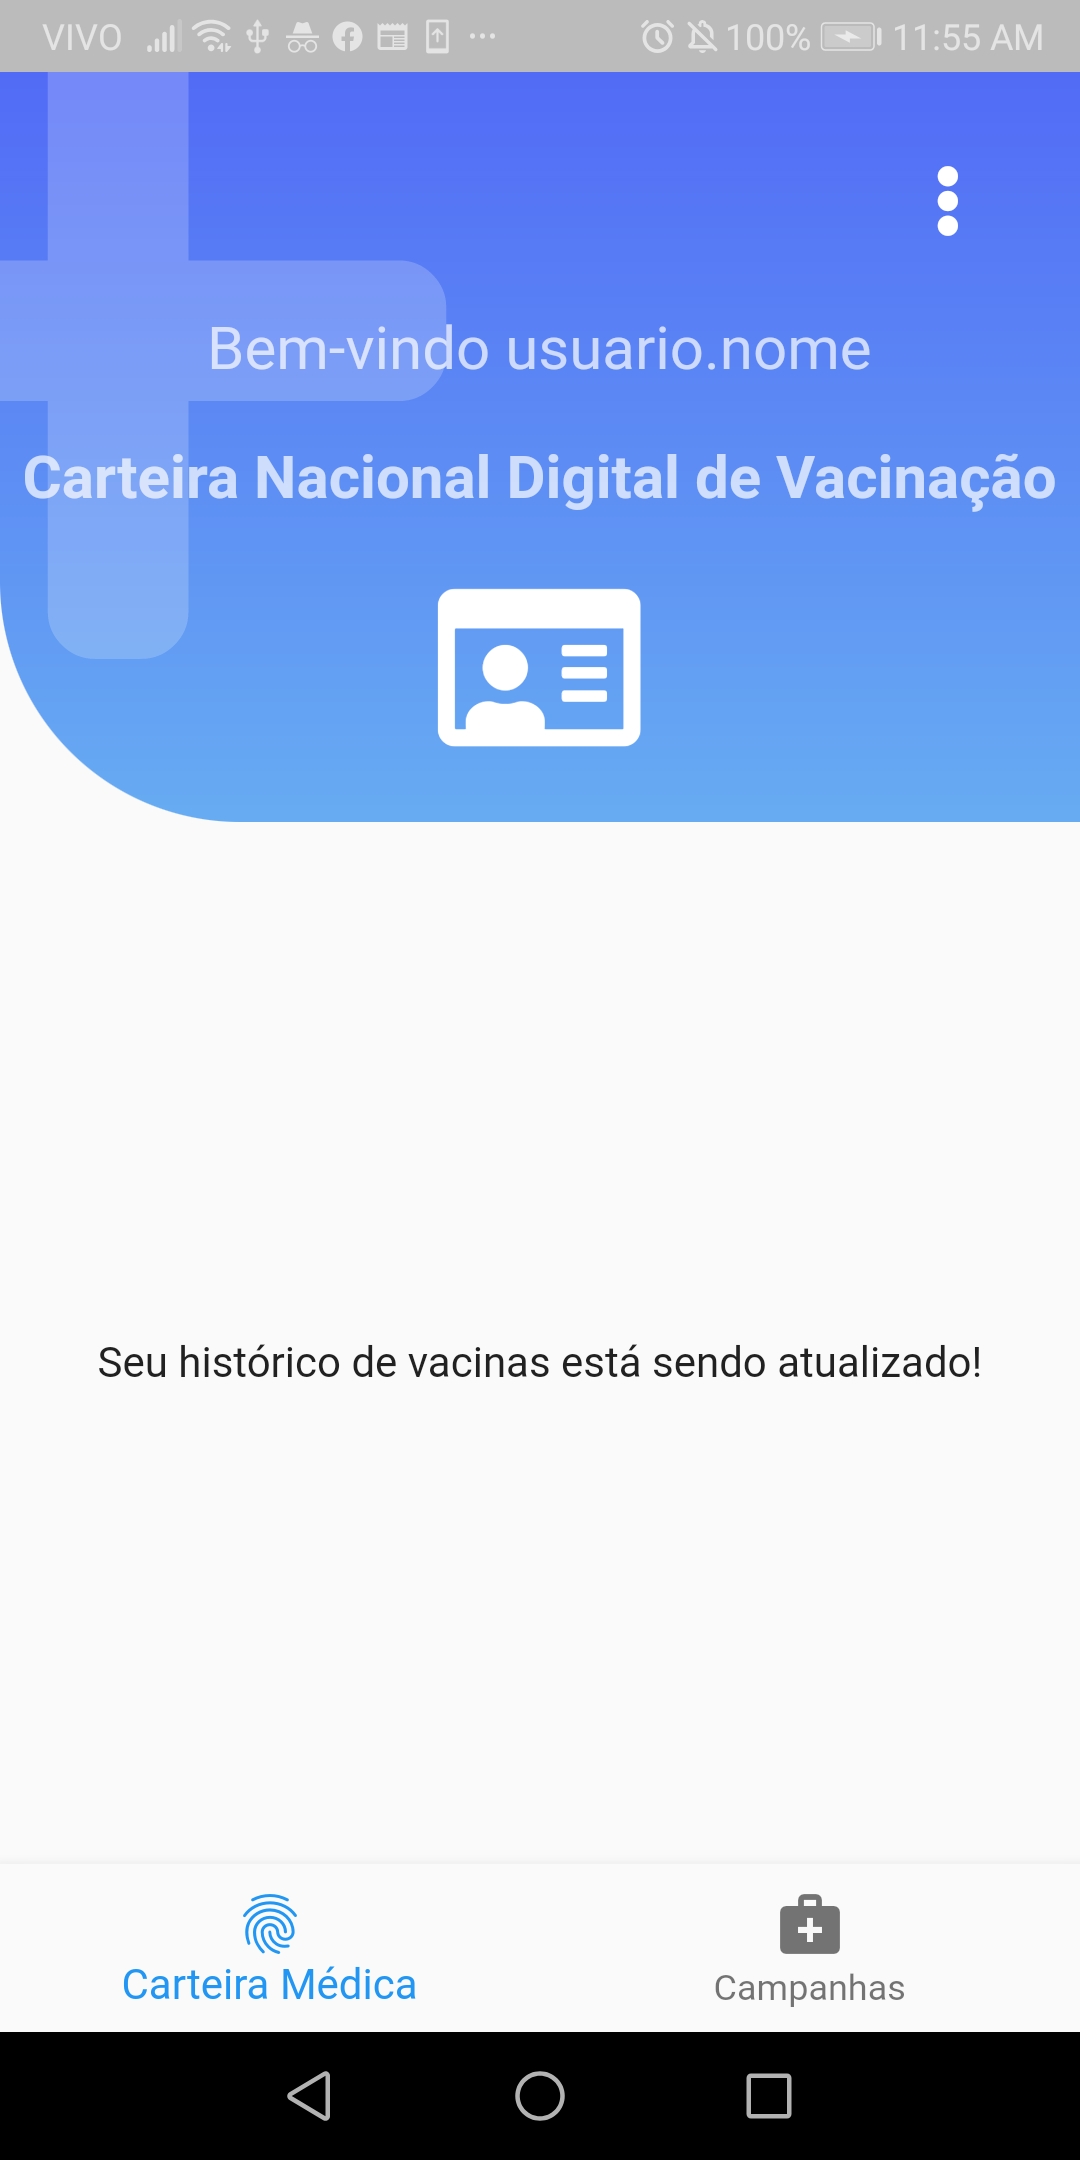 VIVO 100% 11:55 AM
Bem-vindo usuario.nome
Carteira Nacional Digital de Vacinação
Seu histórico de vacinas está sendo atualizado!
Carteira Médica
Campanhas